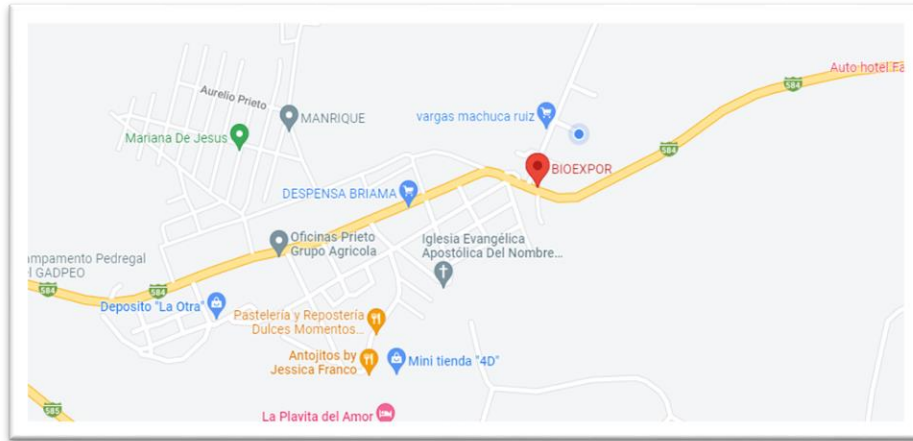 Auto hotel Fa
584
Aurelio Prieto
MANRIQUE
vargas machuca ruiz
Mariana De Jesus
584
BIOEXPOR
DESPENSA BRIAMA
Oficinas Prieto
Grupo Agricola
Iglesia Evangélica
Apostólica Del Nombre...
ampamento Pedregal
l GADPEO
584
584
Deposito "La Otra"
Pastelería y Repostería
Dulces Momentos...
Antojitos by
Jessica Franco
Mini tienda "4D"
585
La Playita del Amor